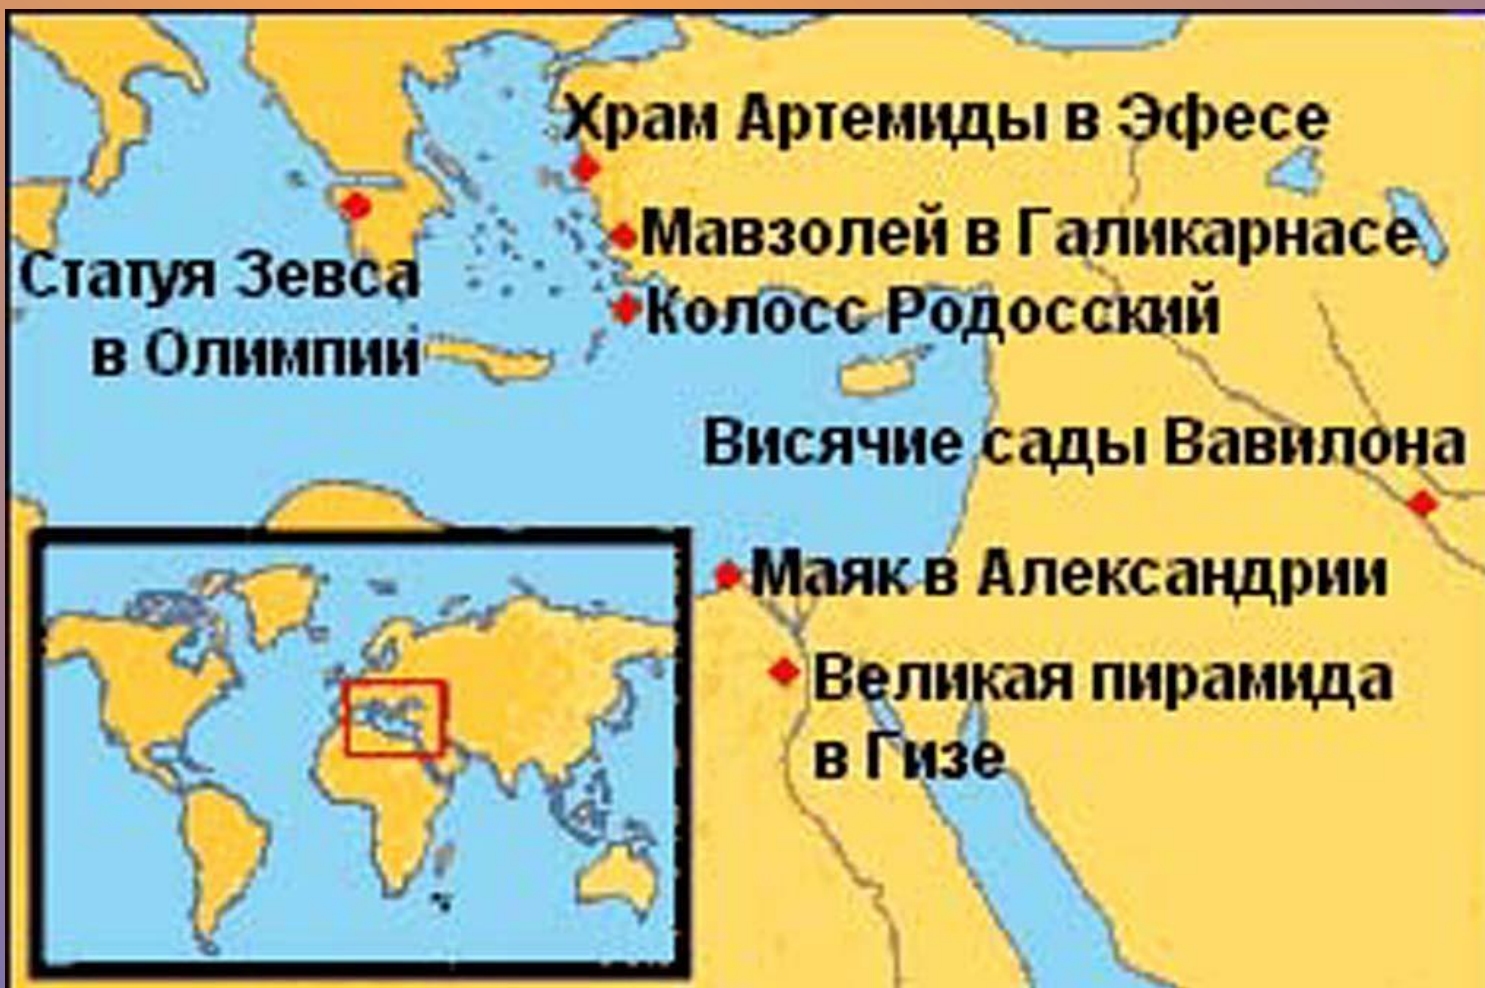 Храм Артемиды в Эфесе
Мавзолей в Галикарнасе
Статуя Зевса
в Олимпии
Колосс Родосский
Висячие сады Вавилона
Маяк в Александрии
Великая пирамида
в Гизе